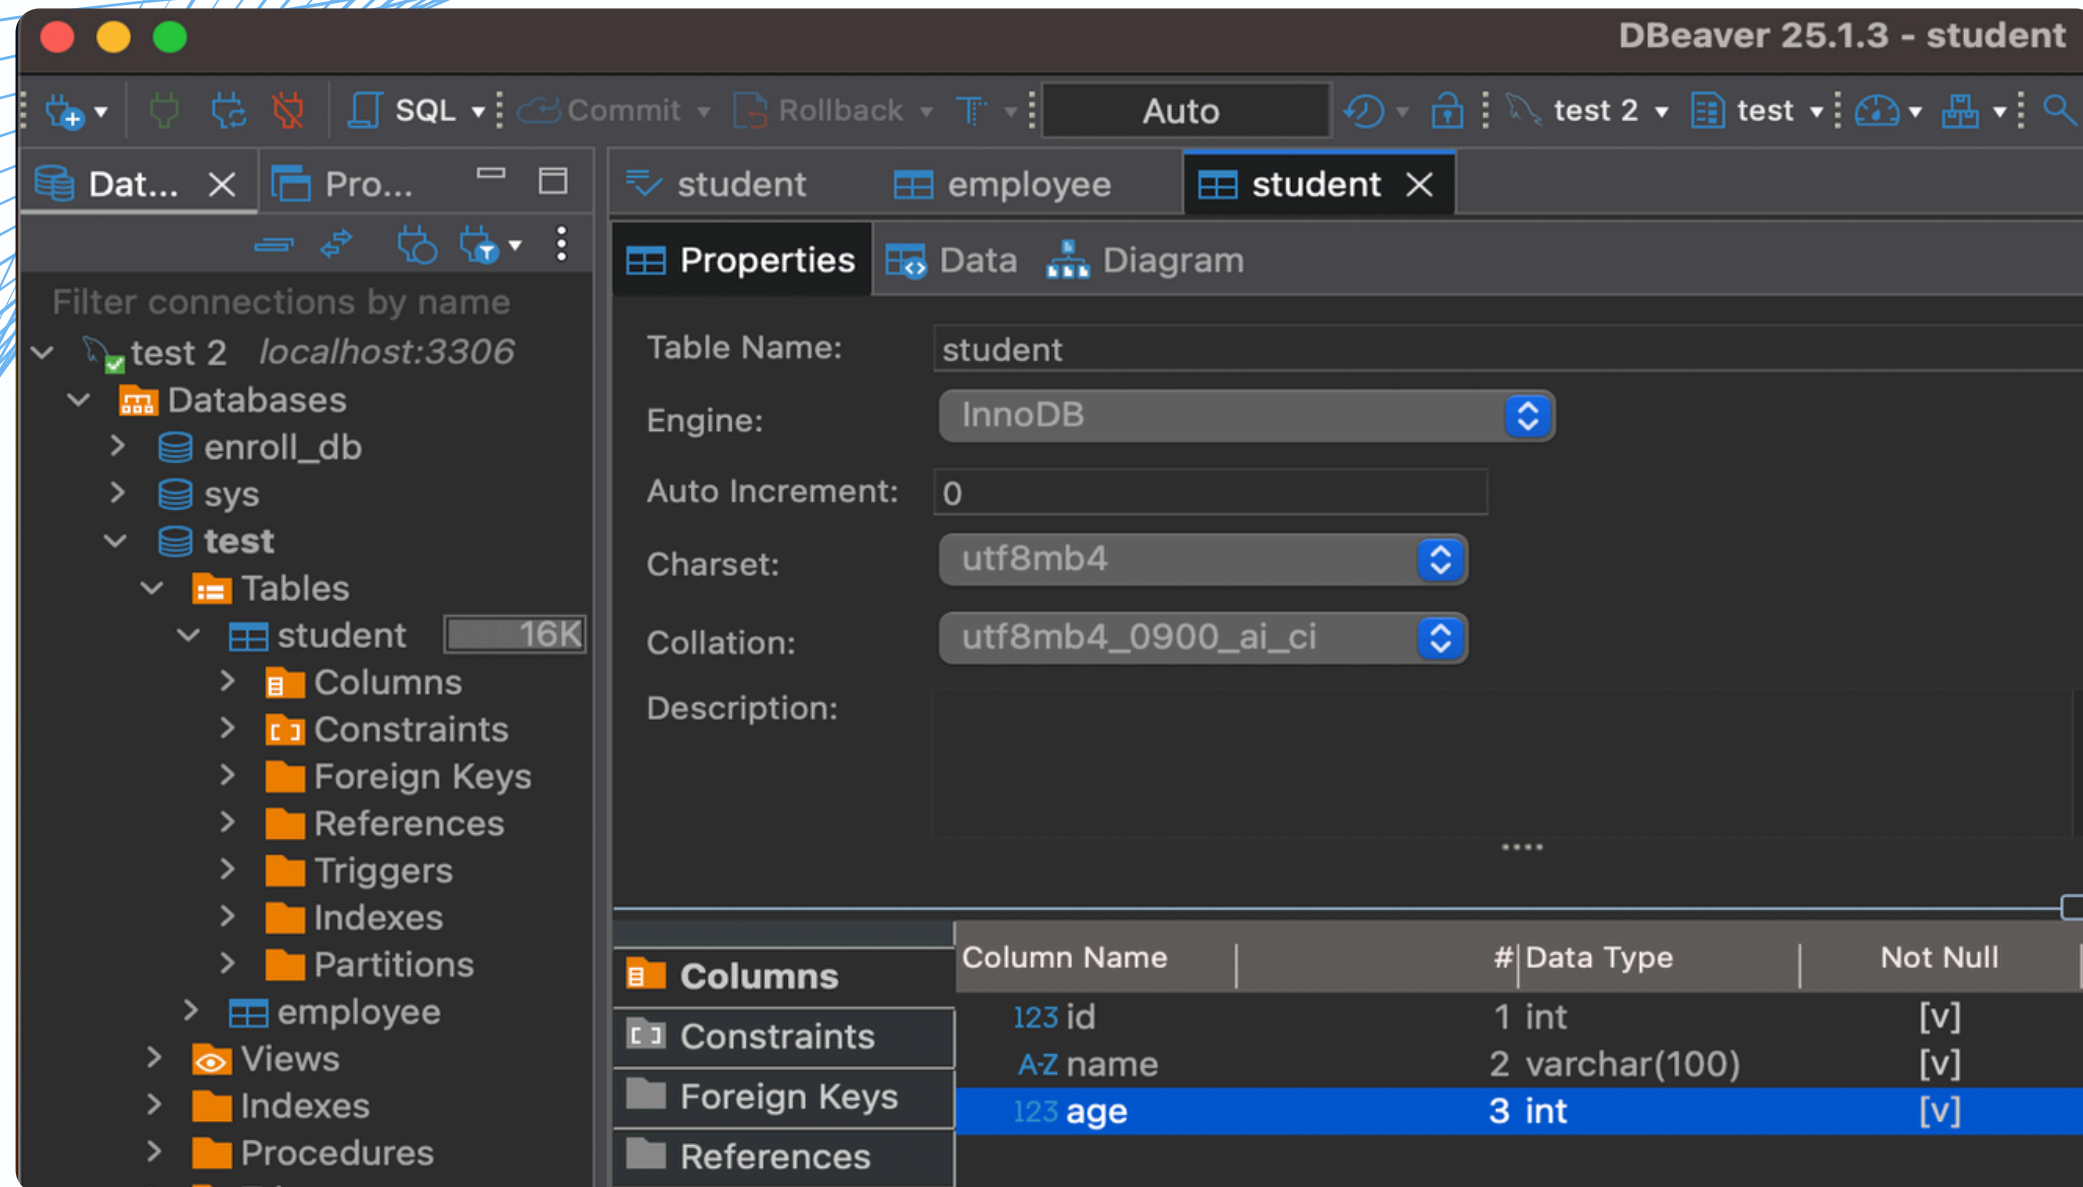 DBeaver 25.1.3 - student
SQL Commit Rollback Auto test 2 test
Dat... Pro...
student employee student
Properties Data Diagram
Filter connections by name
test 2 localhost:3306
Databases
enroll_db
sys
test
Tables
student 16K
Columns
Constraints
Foreign Keys
References
Triggers
Indexes
Partitions
employee
Views
Indexes
Procedures
Table Name: student
Engine: InnoDB
Auto Increment: 0
Charset: utf8mb4
Collation: utf8mb4_0900_ai_ci
Description:
Columns
Constraints
Foreign Keys
References
Column Name # Data Type Not Null
123 id 1 int [v]
A-Z name 2 varchar(100) [v]
123 age 3 int [v]